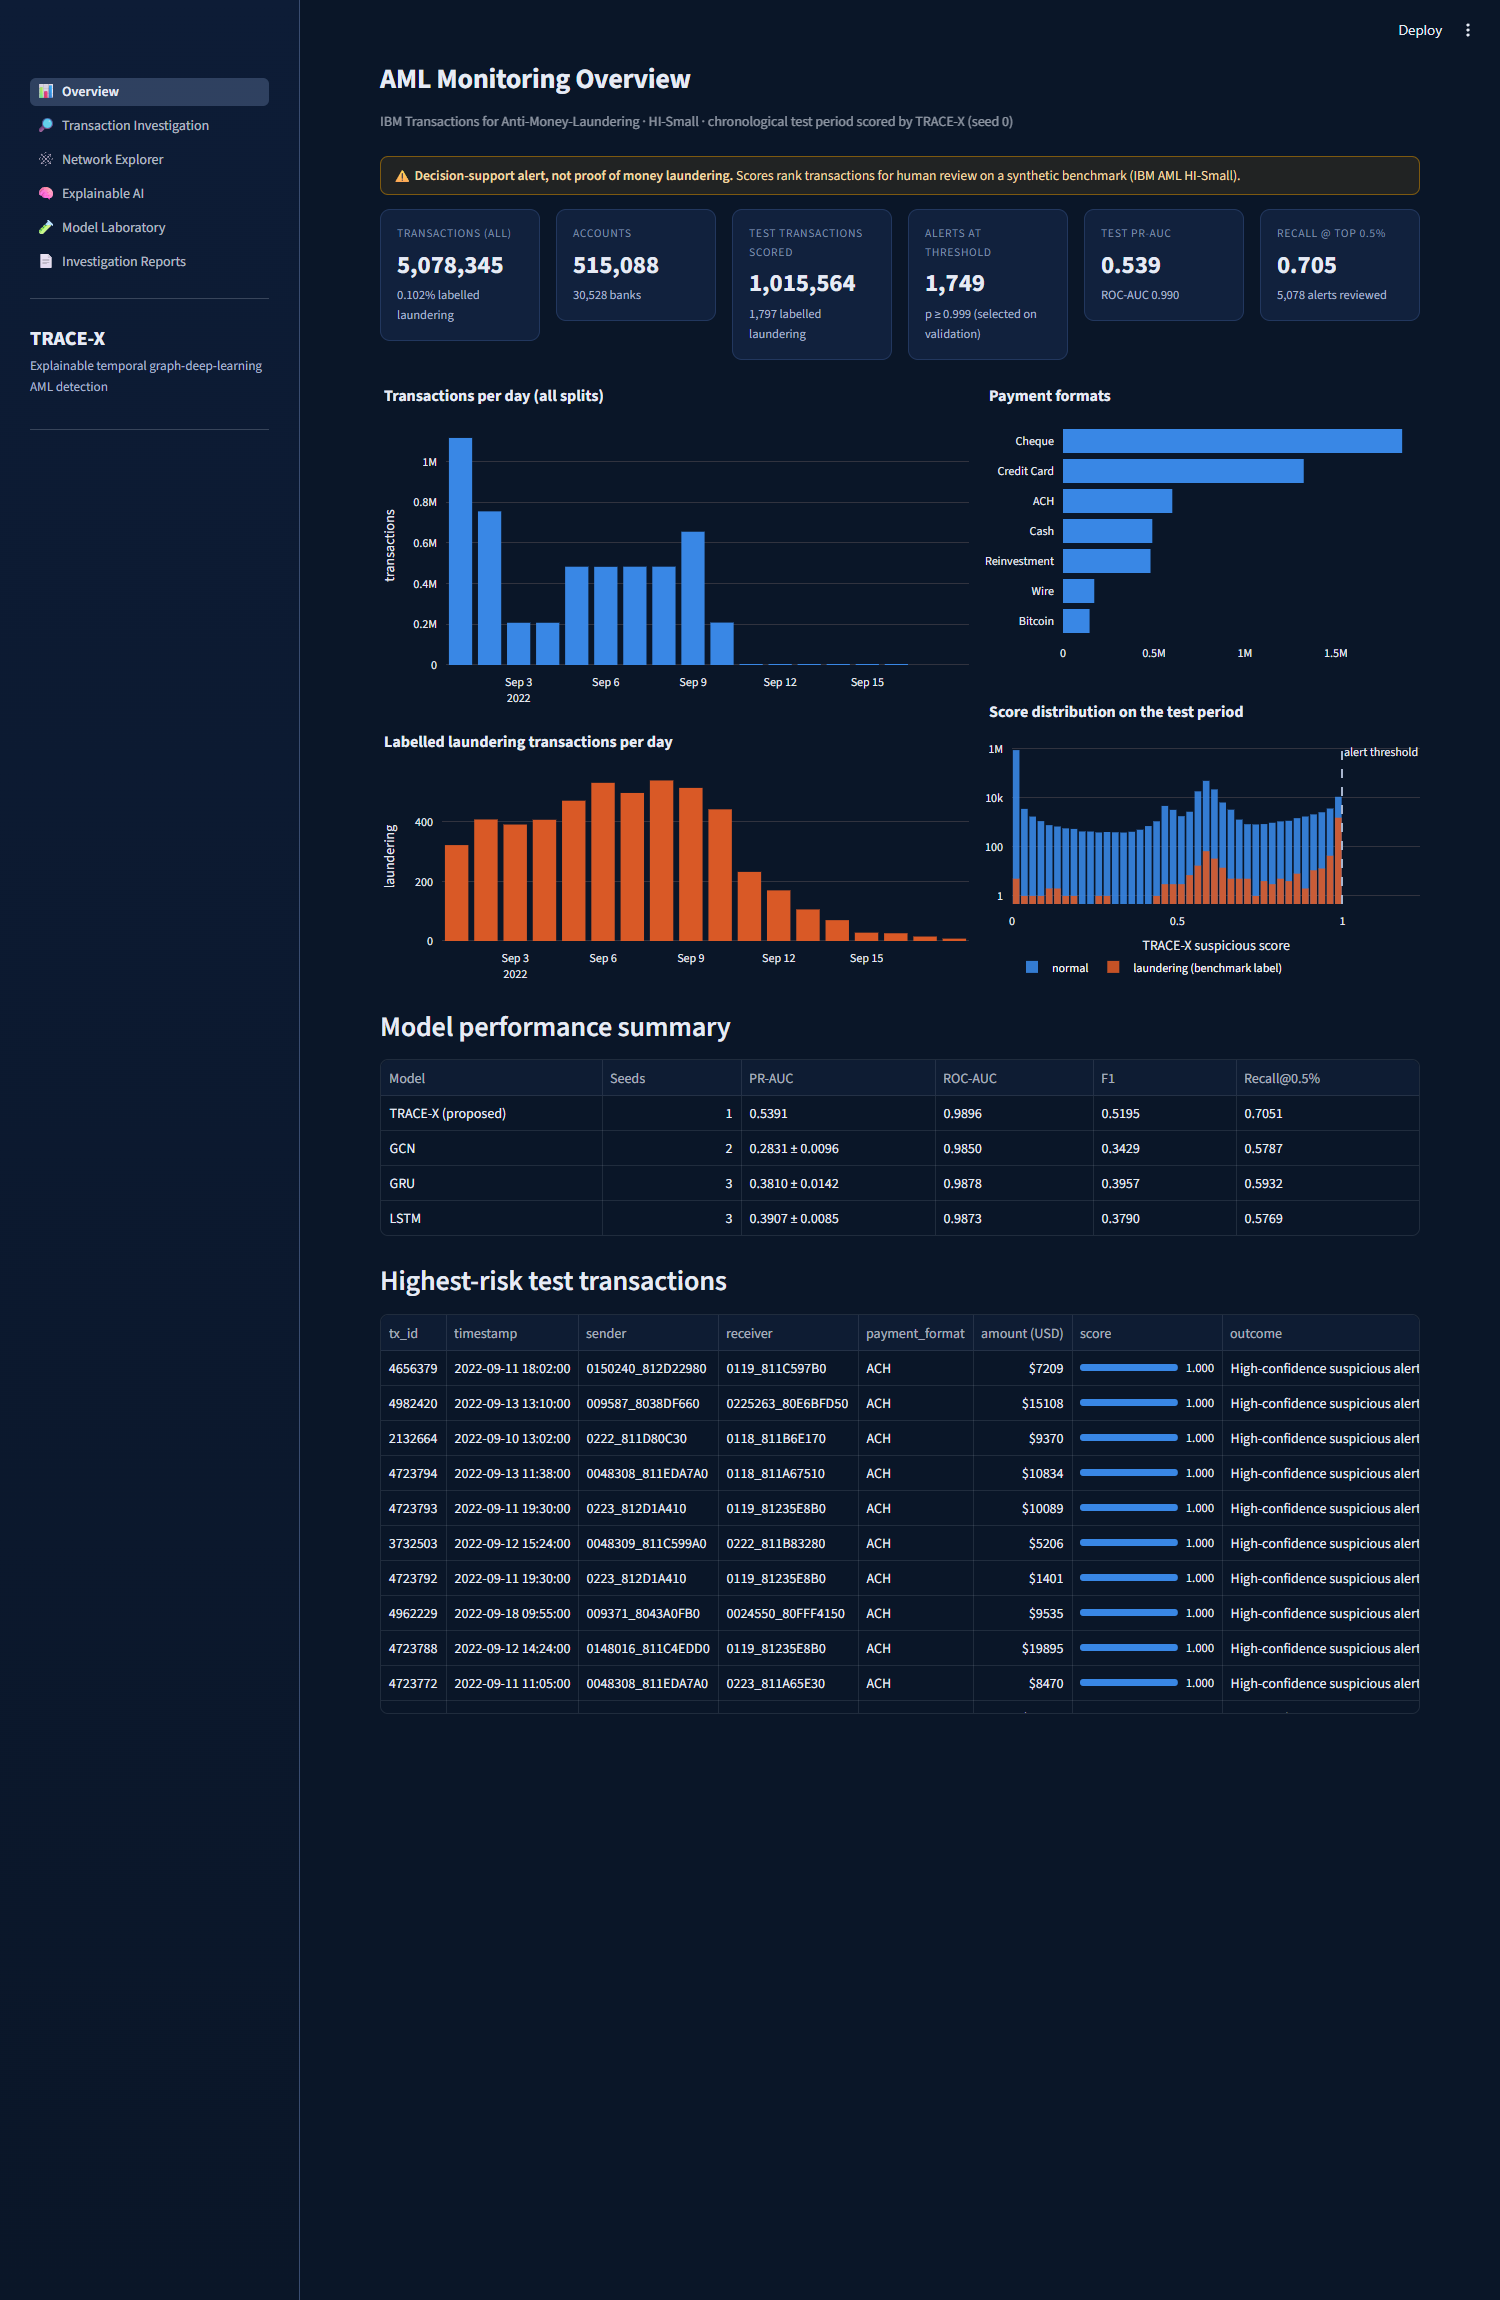 Deploy
Overview
Transaction Investigation
Network Explorer
Explainable AI
Model Laboratory
Investigation Reports
TRACE-X
Explainable temporal graph-deep-learning
AML detection
AML Monitoring Overview
IBM Transactions for Anti-Money-Laundering · HI-Small · chronological test period scored by TRACE-X (seed 0)
Decision-support alert, not proof of money laundering. Scores rank transactions for human review on a synthetic benchmark (IBM AML HI-Small).
TRANSACTIONS (ALL)
5,078,345
0.102% labelled
laundering
ACCOUNTS
515,088
30,528 banks
TEST TRANSACTIONS
SCORED
1,015,564
1,797 labelled
laundering
ALERTS AT
THRESHOLD
1,749
p ≥ 0.999 (selected on
validation)
TEST PR-AUC
0.539
ROC-AUC 0.990
RECALL @ TOP 0.5%
0.705
5,078 alerts reviewed
Transactions per day (all splits)
transactions
1M
0.8M
0.6M
0.4M
0.2M
0
Sep 3
2022
Sep 6
Sep 9
Sep 12
Sep 15
Payment formats
Cheque
Credit Card
ACH
Cash
Reinvestment
Wire
Bitcoin
0
0.5M
1M
1.5M
Labelled laundering transactions per day
laundering
400
200
0
Sep 3
2022
Sep 6
Sep 9
Sep 12
Sep 15
Score distribution on the test period
1M
10k
100
1
alert threshold
0
0.5
1
TRACE-X suspicious score
normal
laundering (benchmark label)
Model performance summary
Model Seeds PR-AUC ROC-AUC F1 Recall@0.5%
TRACE-X (proposed) 1 0.5391 0.9896 0.5195 0.7051
GCN 2 0.2831 ± 0.0096 0.9850 0.3429 0.5787
GRU 3 0.3810 ± 0.0142 0.9878 0.3957 0.5932
LSTM 3 0.3907 ± 0.0085 0.9873 0.3790 0.5769
Highest-risk test transactions
tx_id timestamp sender receiver payment_format amount (USD) score outcome
4656379 2022-09-11 18:02:00 0150240_812D22980 0119_811C597B0 ACH $7209 1.000 High-confidence suspicious alert
4982420 2022-09-13 13:10:00 009587_8038DF660 0225263_80E6BFD50 ACH $15108 1.000 High-confidence suspicious alert
2132664 2022-09-10 13:02:00 0222_811D80C30 0118_811B6E170 ACH $9370 1.000 High-confidence suspicious alert
4723794 2022-09-13 11:38:00 0048308_811EDA7A0 0118_811A67510 ACH $10834 1.000 High-confidence suspicious alert
4723793 2022-09-11 19:30:00 0223_812D1A410 0119_81235E8B0 ACH $10089 1.000 High-confidence suspicious alert
3732503 2022-09-12 15:24:00 0048309_811C599A0 0222_811B83280 ACH $5206 1.000 High-confidence suspicious alert
4723792 2022-09-11 19:30:00 0223_812D1A410 0119_81235E8B0 ACH $1401 1.000 High-confidence suspicious alert
4962229 2022-09-18 09:55:00 009371_8043A0FB0 0024550_80FFF4150 ACH $9535 1.000 High-confidence suspicious alert
4723788 2022-09-12 14:24:00 0148016_811C4EDD0 0119_81235E8B0 ACH $19895 1.000 High-confidence suspicious alert
4723772 2022-09-11 11:05:00 0048308_811EDA7A0 0223_811A65E30 ACH $8470 1.000 High-confidence suspicious alert